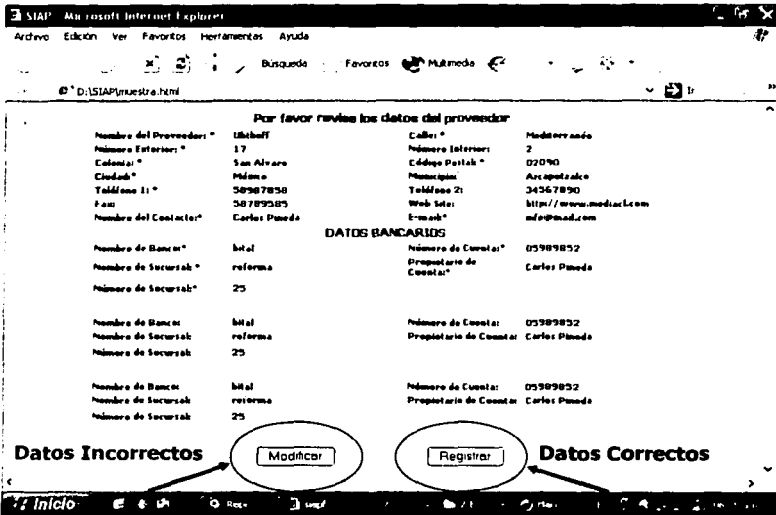 SIAP - Microsoft Internet Explorer
Archivo Edición Ver Favoritos Herramientas Ayuda
Búsqueda Favoritos Multimedia
D:\SIAP\muestra.html Ir
Por favor revise los datos del proveedor
Nombre del Proveedor: * Uhthoff Calle: * Mediterraneo
Número Exterior: * 17 Número Interior: 2
Colonia: * San Alvaro Código Postal: * 02090
Ciudad: * México Municipio: Azcapotzalco
Teléfono 1: * 58987858 Teléfono 2: 34567890
Fax: 58789585 Web Site: http://www.mediacl.com
Nombre del Contacto:* Carlos Pineda E-mail:*
DATOS BANCARIOS
Nombre de Banco:* bital Número de Cuenta:* 05989852
Nombre de Sucursal: * reforma Propietario de Cuenta:* Carlos Pineda
Número de Sucursal: * 25
Nombre de Banco: bital Número de Cuenta: 05989852
Nombre de Sucursal: reforma Propietario de Cuenta: Carlos Pineda
Número de Sucursal: 25
Nombre de Banco: bital Número de Cuenta: 05989852
Nombre de Sucursal: reforma Propietario de Cuenta: Carlos Pineda
Número de Sucursal: 25
Datos Incorrectos Modificar Registrar Datos Correctos
Inicio